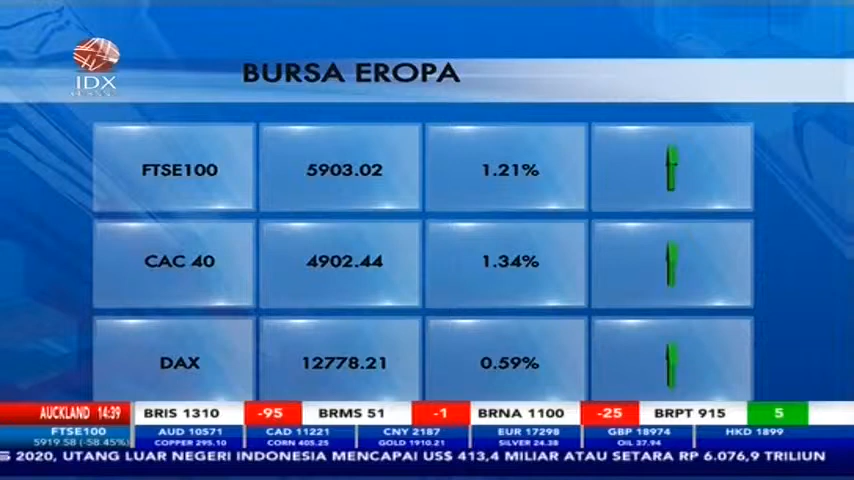 IDX
BURSA EROPA
FTSE100 5903.02 1.21%
CAC 40 4902.44 1.34%
DAX 12778.21 0.59%
AUCKLAND 14:39 BRIS 1310 -95 BRMS 51 -1 BRNA 1100 -25 BRPT 915 5
FTSE100 AUD 10571 CAD 11221 CNY 2187 EUR 17298 GBP 18974 HKD 1899
5919.58 (-58.45%) COPPER 295.10 CORN 405.25 GOLD 1910.21 SILVER 24.38 OIL 37.94
S 2020, UTANG LUAR NEGERI INDONESIA MENCAPAI US$ 413,4 MILIAR ATAU SETARA RP 6.076,9 TRILIUN